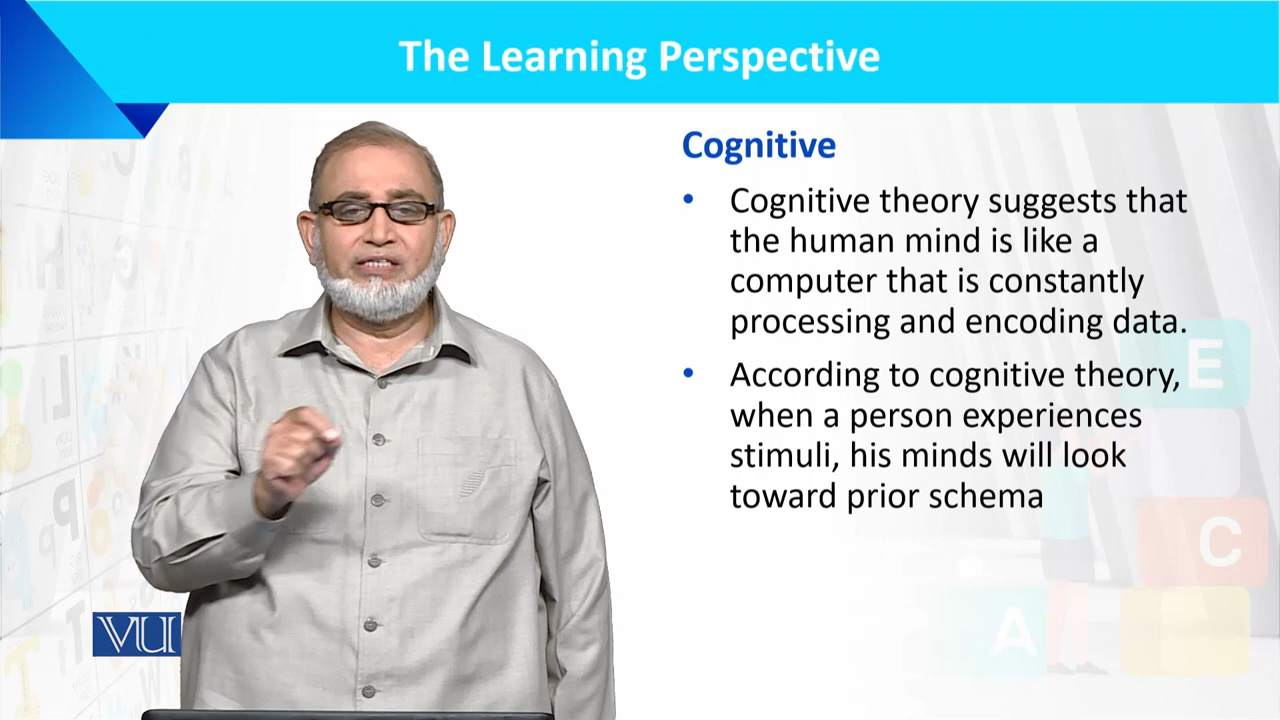 The Learning Perspective
Cognitive
• Cognitive theory suggests that
the human mind is like a
computer that is constantly
processing and encoding data.
• According to cognitive theory,
when a person experiences
stimuli, his minds will look
toward prior schema
VU
E
C
A